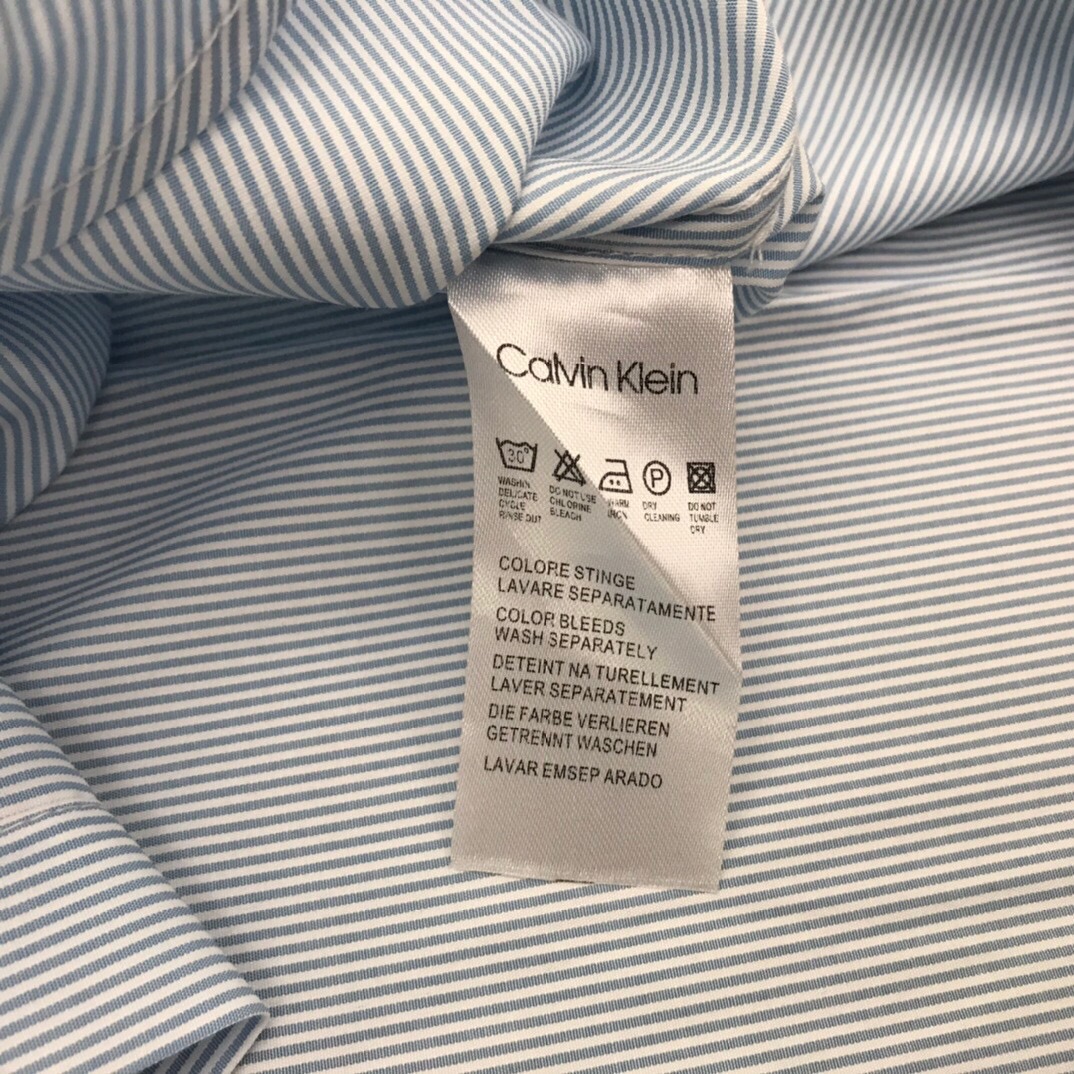 Calvin Klein
30°
P
WASH IN
DELICATE
CYCLE
RINSE OUT
DO NOT USE
CHLORINE
BLEACH
WARM
IRON
DRY
CLEANING
DO NOT
TUMBLE
DRY
COLORE STINGE
LAVARE SEPARATAMENTE
COLOR BLEEDS
WASH SEPARATELY
DETEINT NA TURELLEMENT
LAVER SEPARATEMENT
DIE FARBE VERLIEREN
GETRENNT WASCHEN
LAVAR EMSEP ARADO